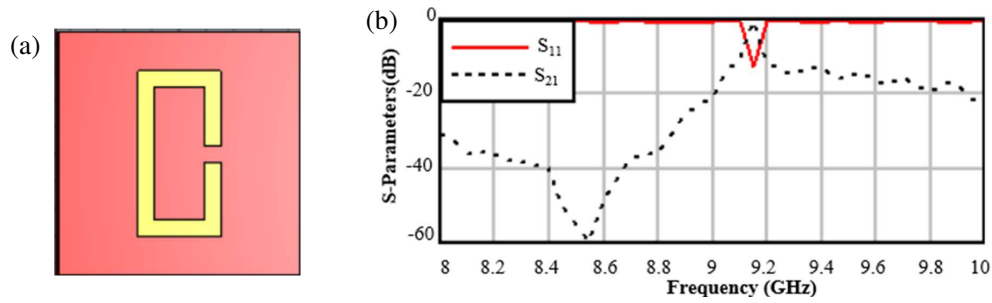 (a)
(b)
S-Parameters(dB)
0
-20
-40
-60
S11
S21
8 8.2 8.4 8.6 8.8 9 9.2 9.4 9.6 9.8 10
Frequency (GHz)